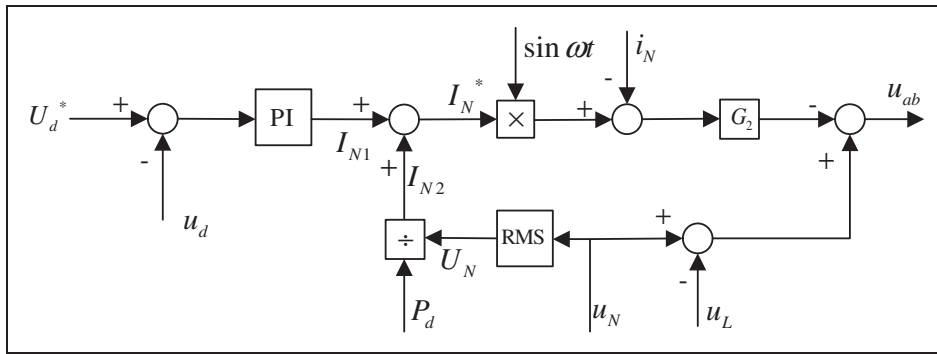 sin ωt
i_N
U_d^*
+
-
PI
+
I_N^*
×
-
+
G_2
-
u_ab
I_N1
+
I_N2
+
u_d
÷
U_N
RMS
+
-
P_d
u_N
u_L